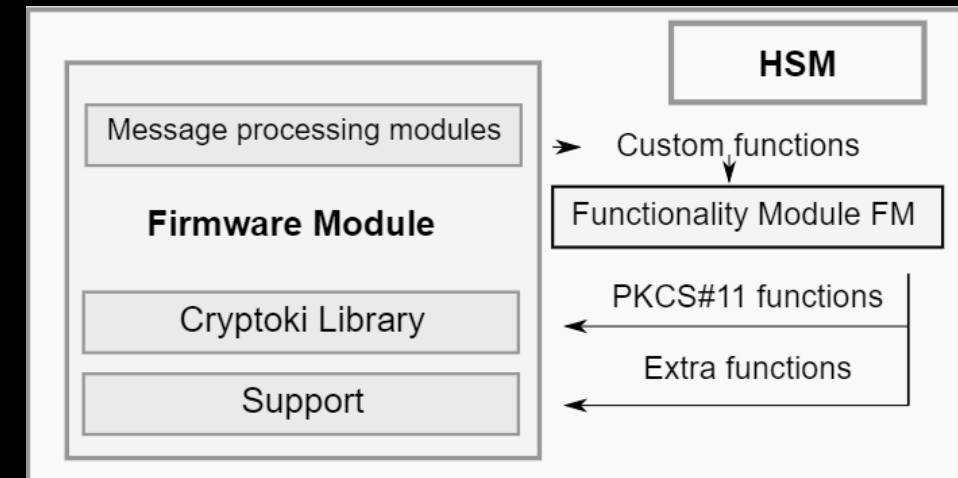 HSM
Message processing modules
Custom functions
Firmware Module
Functionality Module FM
PKCS#11 functions
Cryptoki Library
Extra functions
Support